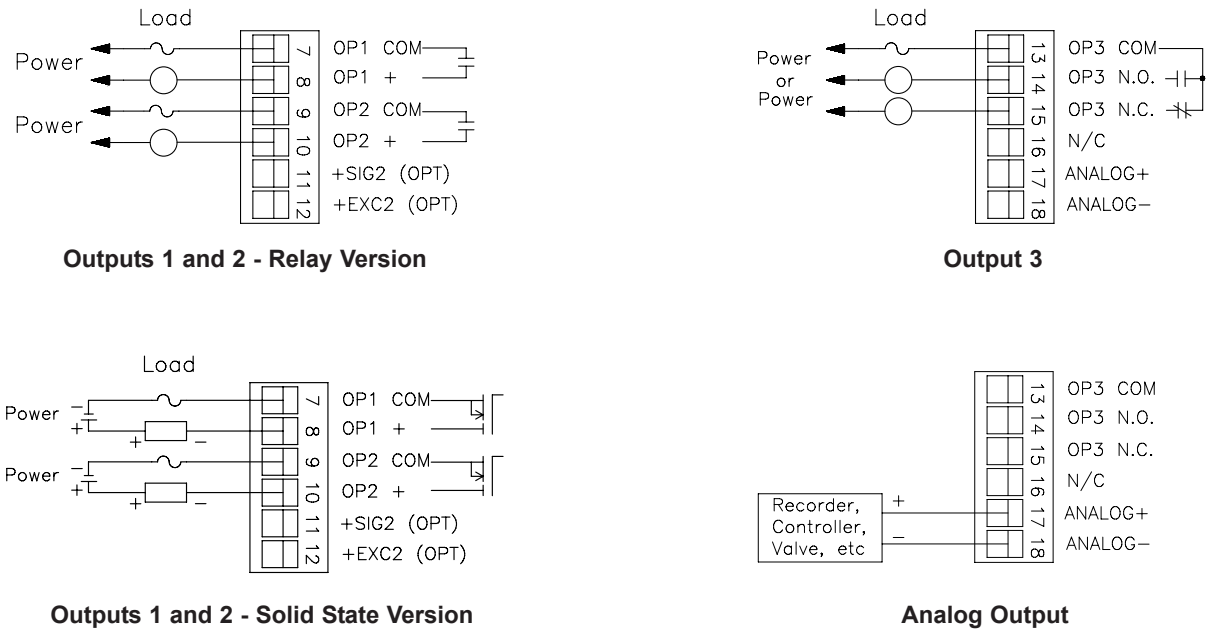 Load
Power
Power
7 OP1 COM
8 OP1 +
9 OP2 COM
10 OP2 +
11 +SIG2 (OPT)
12 +EXC2 (OPT)
Outputs 1 and 2 - Relay Version
Load
Power
or
Power
13 OP3 COM
14 OP3 N.O.
15 OP3 N.C.
16 N/C
17 ANALOG+
18 ANALOG−
Output 3
Load
Power − +
+ −
Power − +
+ −
7 OP1 COM
8 OP1 +
9 OP2 COM
10 OP2 +
11 +SIG2 (OPT)
12 +EXC2 (OPT)
Outputs 1 and 2 - Solid State Version
13 OP3 COM
14 OP3 N.O.
15 OP3 N.C.
16 N/C
17 ANALOG+
18 ANALOG−
Recorder,
Controller,
Valve, etc
+
−
Analog Output